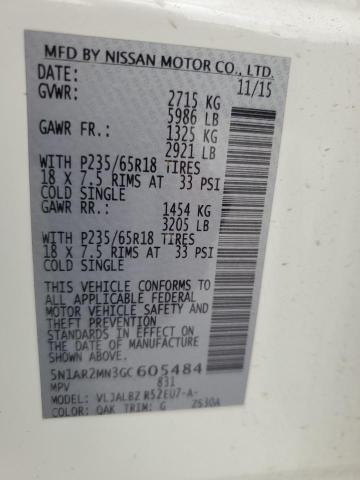 MFD BY NISSAN MOTOR CO., LTD.
DATE: 11/15
GVWR: 2715 KG
5986 LB
GAWR FR.: 1325 KG
2921 LB
WITH P235/65R18 TIRES
18 X 7.5 RIMS AT 33 PSI
COLD SINGLE
GAWR RR.: 1454 KG
3205 LB
WITH P235/65R18 TIRES
18 X 7.5 RIMS AT 33 PSI
COLD SINGLE
THIS VEHICLE CONFORMS TO
ALL APPLICABLE FEDERAL
MOTOR VEHICLE SAFETY AND
THEFT PREVENTION
STANDARDS IN EFFECT ON
THE DATE OF MANUFACTURE
SHOWN ABOVE.
5N1AR2MN3GC605484
MPV 831
MODEL: VLJALBZ R52EU7-A-
COLOR: QAK TRIM: G ZS30A